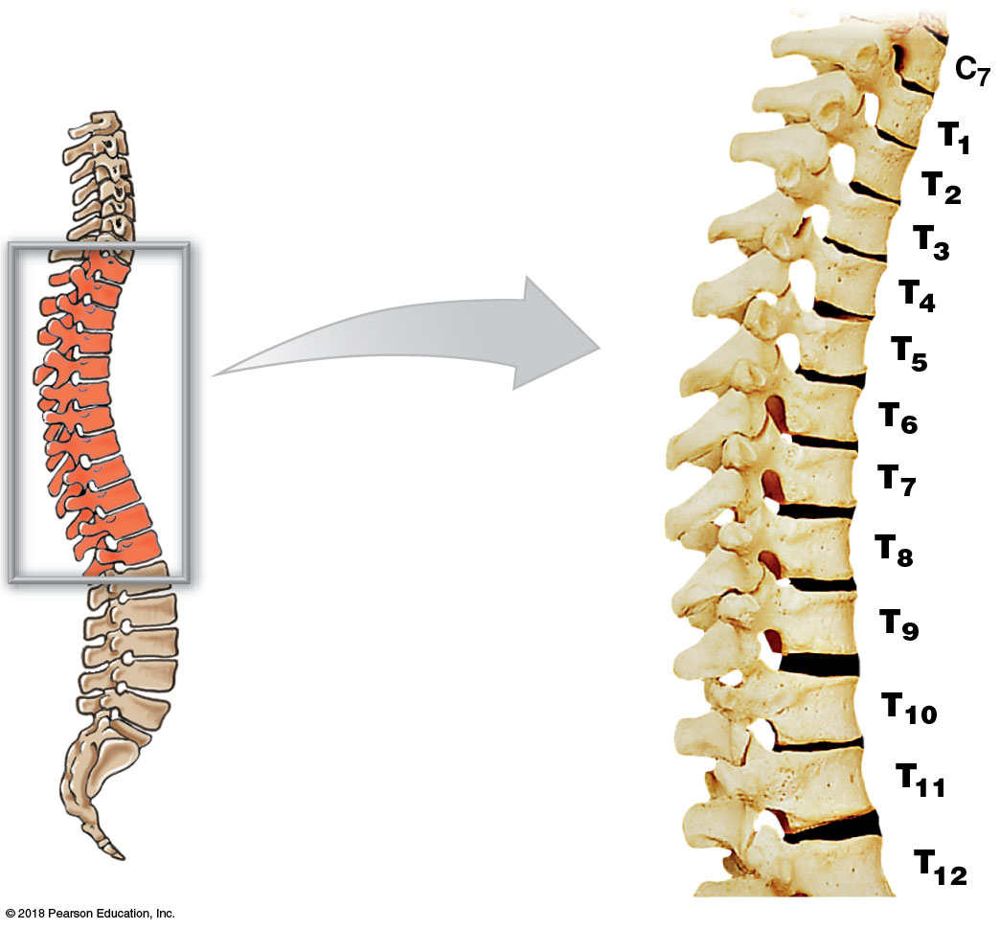 C7
T1
T2
T3
T4
T5
T6
T7
T8
T9
T10
T11
T12
© 2018 Pearson Education, Inc.